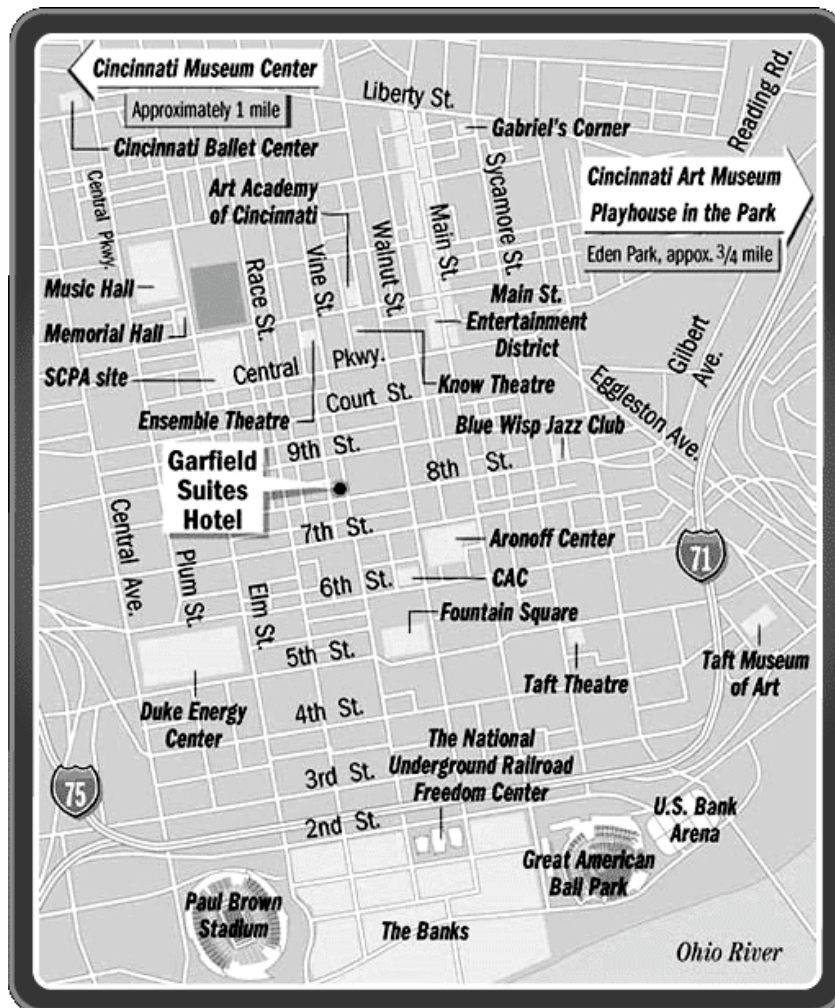 Cincinnati Museum Center
Approximately 1 mile
Cincinnati Ballet Center
Liberty St.
Gabriel's Corner
Reading Rd.
Cincinnati Art Museum
Playhouse in the Park
Eden Park, appox. 3/4 mile
Art Academy
of Cincinnati
Central Pkwy.
Sycamore St.
Main St.
Walnut St.
Vine St.
Race St.
Music Hall
Memorial Hall
SCPA site
Main St.
Entertainment
District
Central Pkwy.
Know Theatre
Gilbert
Ave.
Eggleston Ave.
Court St.
Ensemble Theatre
Blue Wisp Jazz Club
9th St.
8th St.
Garfield
Suites
Hotel
7th St.
Aronoff Center
71
Central Ave.
Plum St.
Elm St.
6th St.
CAC
Fountain Square
5th St.
Taft Theatre
Taft Museum
of Art
Duke Energy
Center
4th St.
The National
Underground Railroad
Freedom Center
3rd St.
75
2nd St.
U.S. Bank
Arena
Great American
Ball Park
Paul Brown
Stadium
The Banks
Ohio River